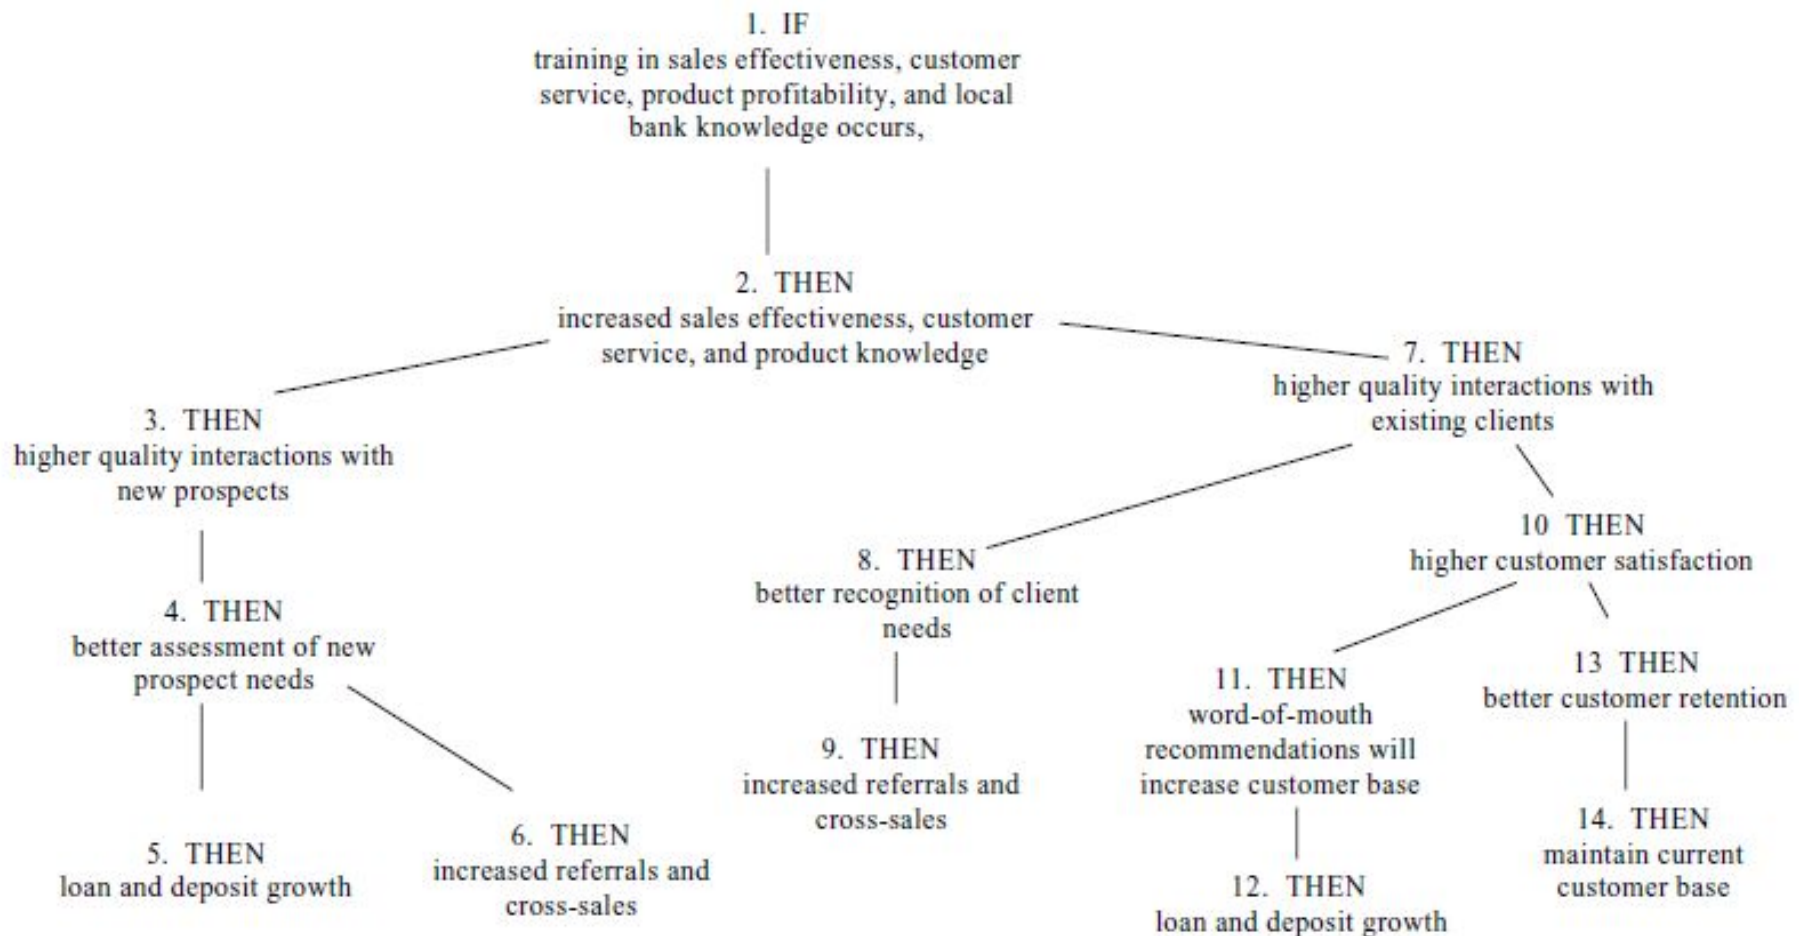 1. IF
training in sales effectiveness, customer
service, product profitability, and local
bank knowledge occurs,
2. THEN
increased sales effectiveness, customer
service, and product knowledge
3. THEN
higher quality interactions with
new prospects
4. THEN
better assessment of new
prospect needs
5. THEN
loan and deposit growth
6. THEN
increased referrals and
cross-sales
7. THEN
higher quality interactions with
existing clients
8. THEN
better recognition of client
needs
9. THEN
increased referrals and
cross-sales
10 THEN
higher customer satisfaction
11. THEN
word-of-mouth
recommendations will
increase customer base
12. THEN
loan and deposit growth
13 THEN
better customer retention
14. THEN
maintain current
customer base